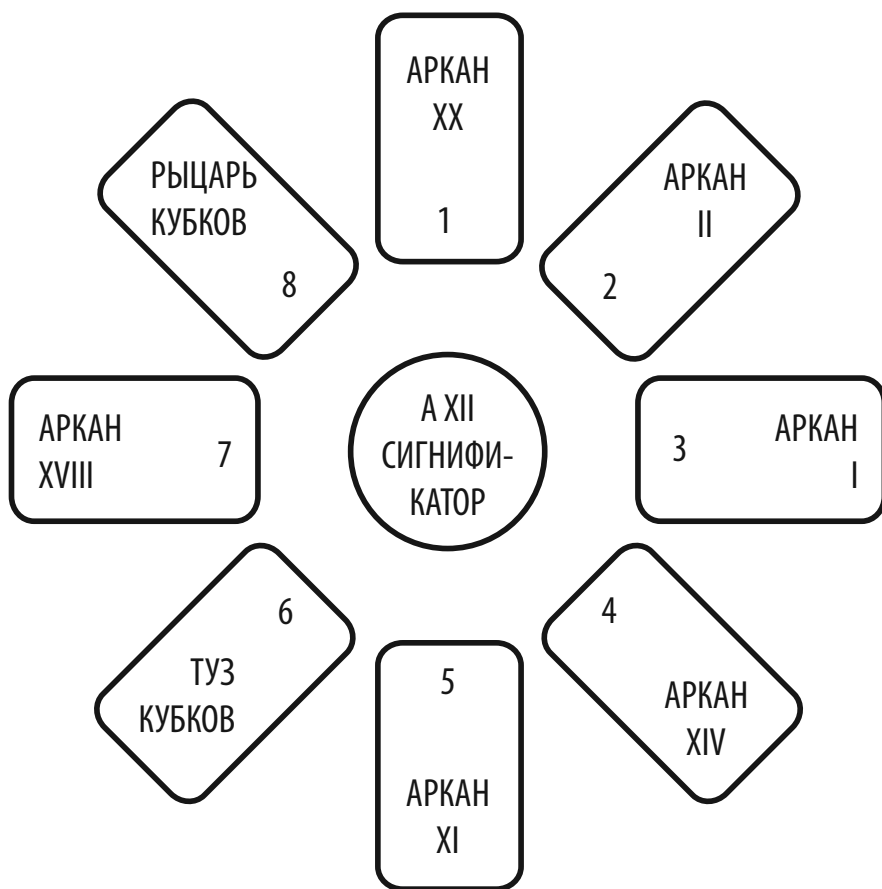 АРКАН
XX
1
АРКАН
II
2
3
АРКАН
I
4
АРКАН
XIV
5
АРКАН
XI
6
ТУЗ
КУБКОВ
АРКАН
XVIII
7
РЫЦАРЬ
КУБКОВ
8
А XII
СИГНИФИ-
КАТОР